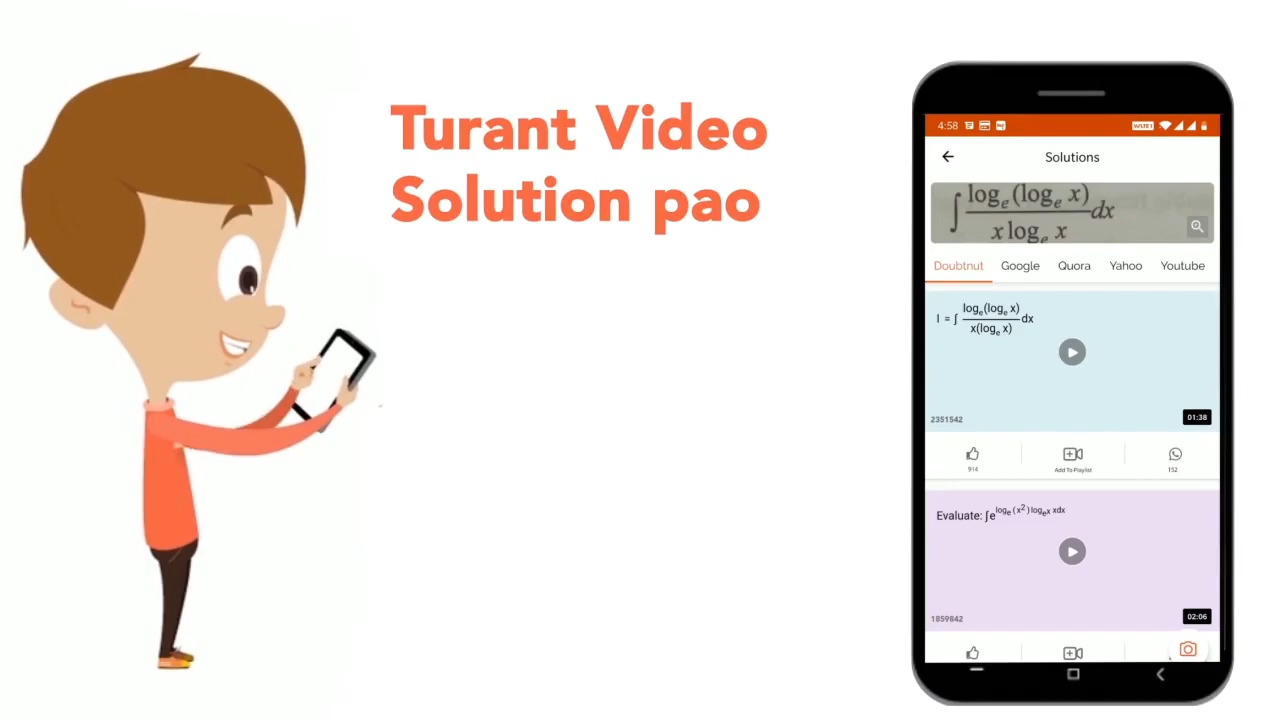 Turant Video
Solution pao
4:58
Solutions
∫ logₑ(logₑ x) / x logₑ x dx
Doubtnut Google Quora Yahoo Youtube
I = ∫ logₑ(logₑ x) / x(logₑ x) dx
2351542 01:38
914 Add To Playlist 152
Evaluate: ∫e^logₑ(x²)logₑx xdx
1859842 02:06